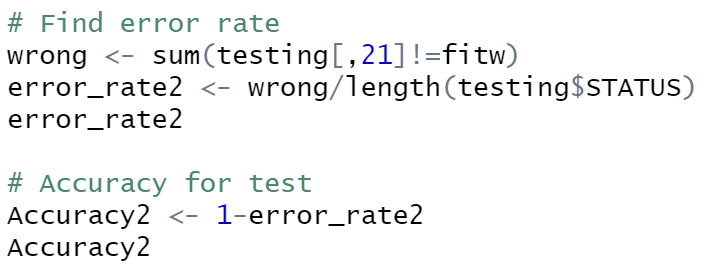 # Find error rate
wrong <- sum(testing[,21]!=fitw)
error_rate2 <- wrong/length(testing$STATUS)
error_rate2
# Accuracy for test
Accuracy2 <- 1-error_rate2
Accuracy2